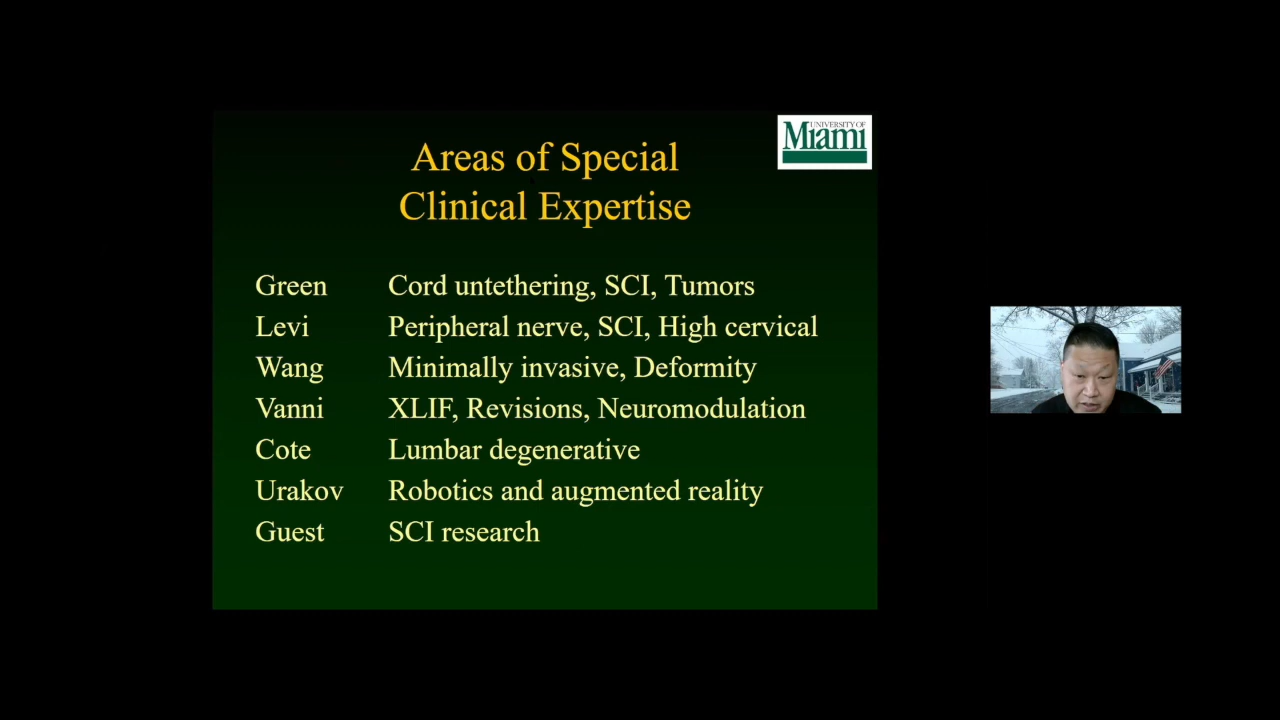 UNIVERSITY OF
Miami
Areas of Special
Clinical Expertise
Green Cord untethering, SCI, Tumors
Levi Peripheral nerve, SCI, High cervical
Wang Minimally invasive, Deformity
Vanni XLIF, Revisions, Neuromodulation
Cote Lumbar degenerative
Urakov Robotics and augmented reality
Guest SCI research